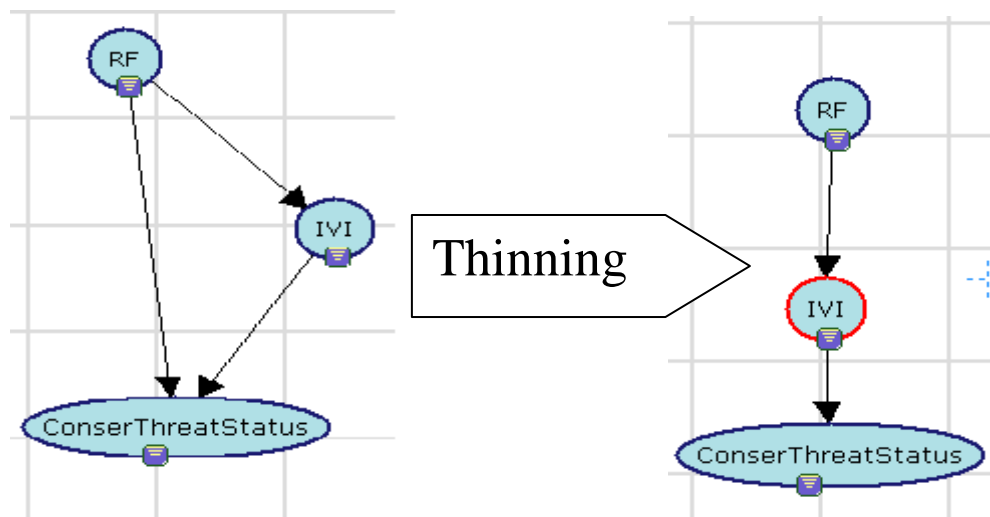 RF
IVI
ConserThreatStatus
Thinning
RF
IVI
ConserThreatStatus